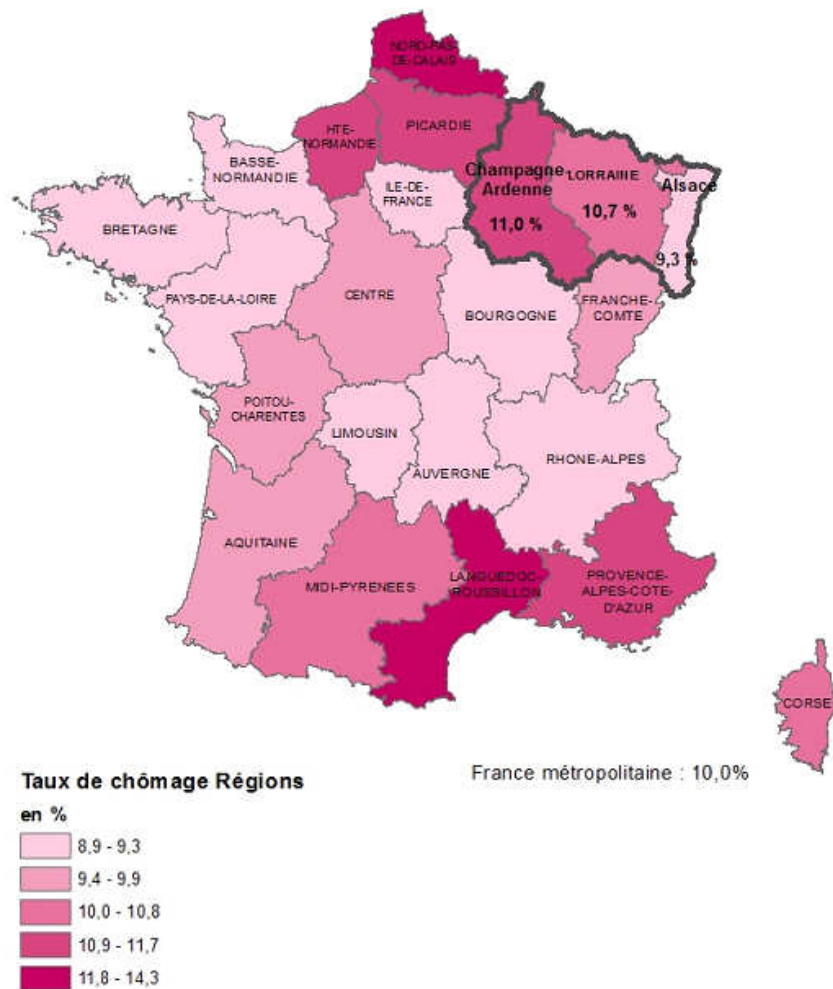 NORD-PAS-
DE-CALAIS
HTE-
NORMANDIE
PICARDIE
BASSE-
NORMANDIE
ILE-DE-
FRANCE
Champagne
Ardenne
11,0 %
LORRAINE
10,7 %
Alsace
9,3 %
BRETAGNE
PAYS-DE-LA-LOIRE
CENTRE
BOURGOGNE
FRANCHE-
COMTE
POITOU-
CHARENTES
LIMOUSIN
AUVERGNE
RHONE-ALPES
AQUITAINE
MIDI-PYRENEES
LANGUEDOC-
ROUSSILLON
PROVENCE-
ALPES-COTE-
D'AZUR
CORSE
France métropolitaine : 10,0%
Taux de chômage Régions
en %
8,9 - 9,3
9,4 - 9,9
10,0 - 10,8
10,9 - 11,7
11,8 - 14,3